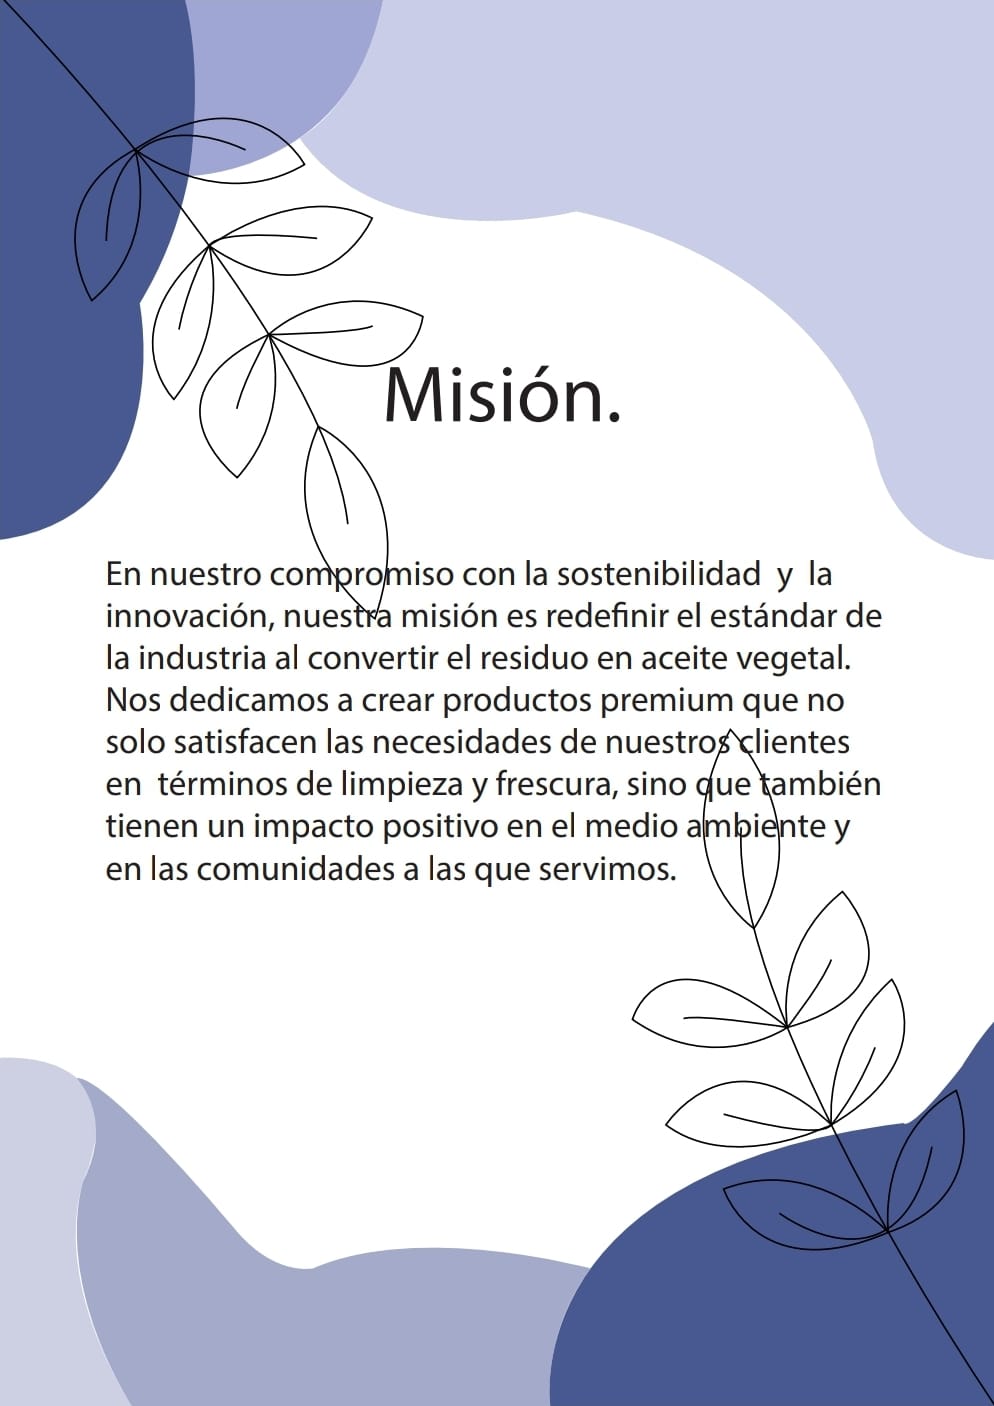 Misión.
En nuestro compromiso con la sostenibilidad  y  la
innovación, nuestra misión es redefinir el estándar de
la industria al convertir el residuo en aceite vegetal.
Nos dedicamos a crear productos premium que no
solo satisfacen las necesidades de nuestros clientes
en  términos de limpieza y frescura, sino que también
tienen un impacto positivo en el medio ambiente y
en las comunidades a las que servimos.